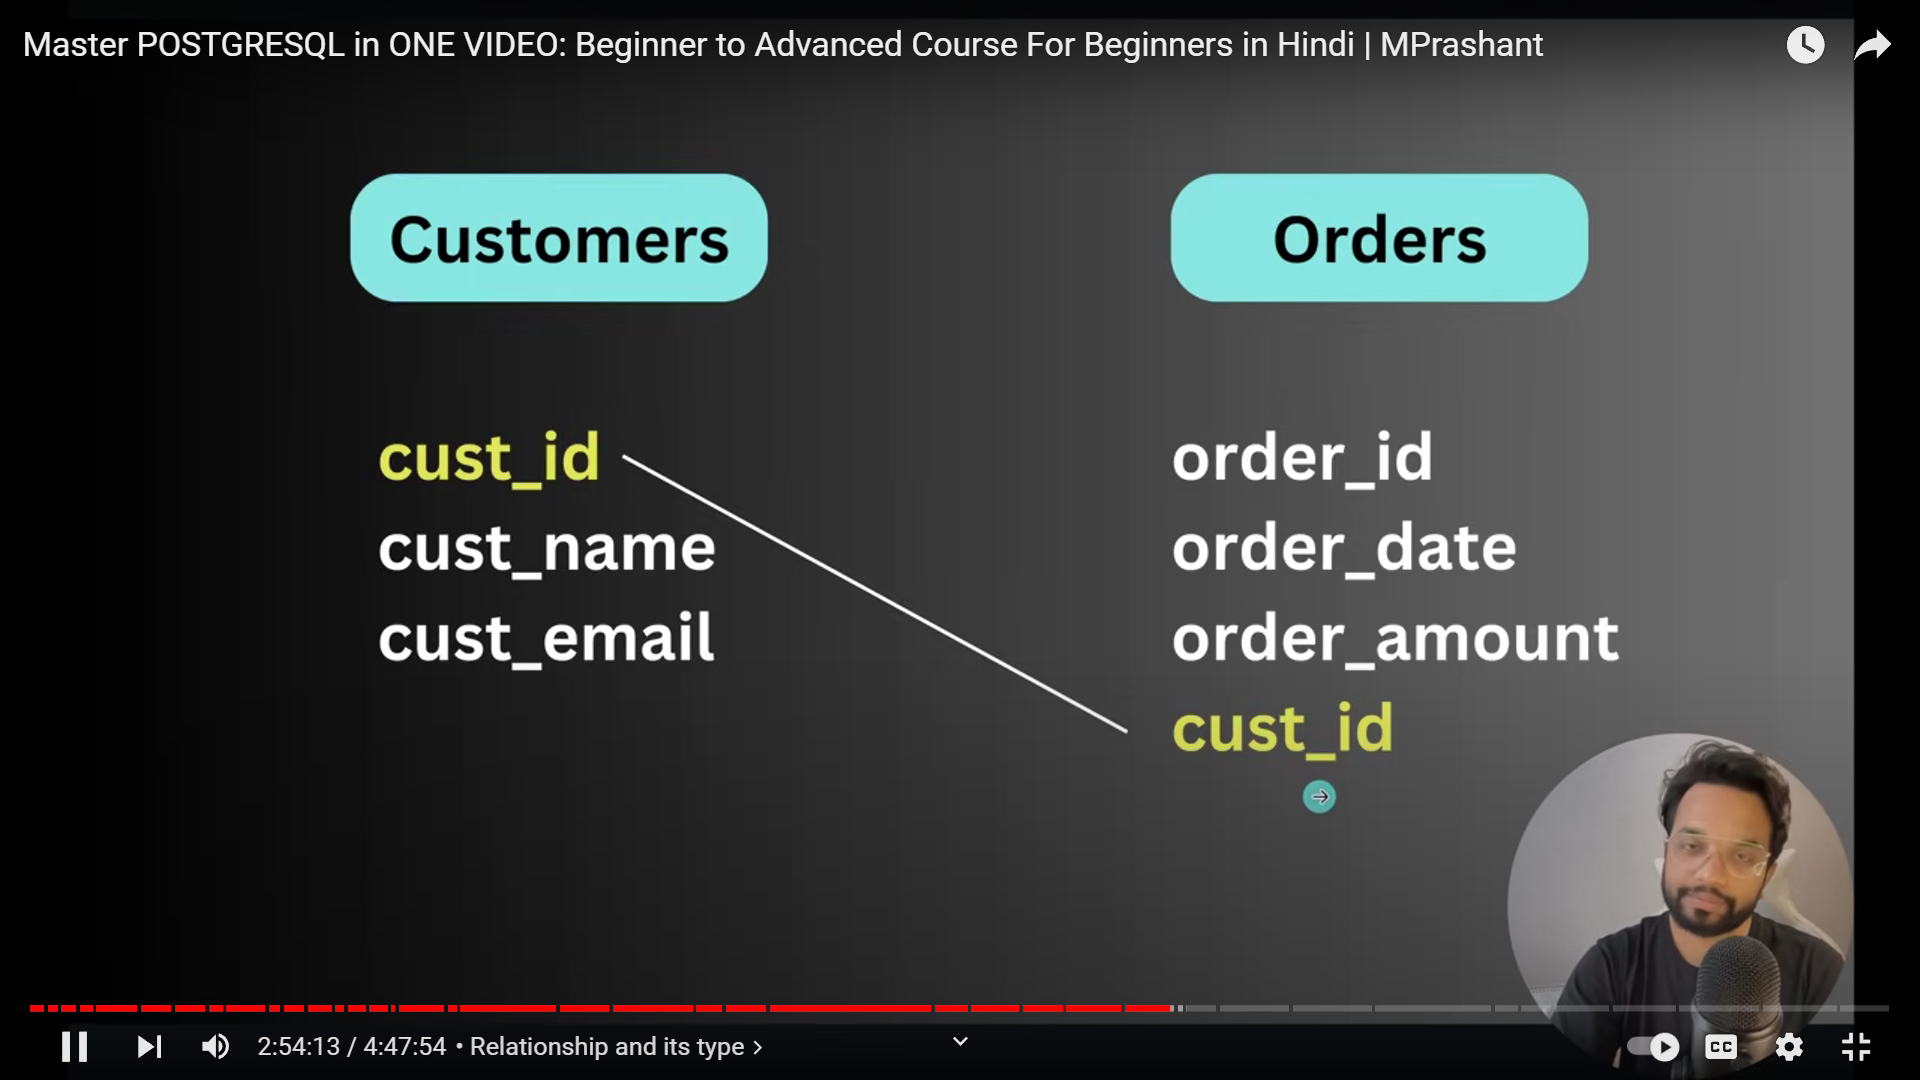 Master POSTGRESQL in ONE VIDEO: Beginner to Advanced Course For Beginners in Hindi | MPrashant
Customers
cust_id
cust_name
cust_email
Orders
order_id
order_date
order_amount
cust_id
2:54:13 / 4:47:54 • Relationship and its type >
CC